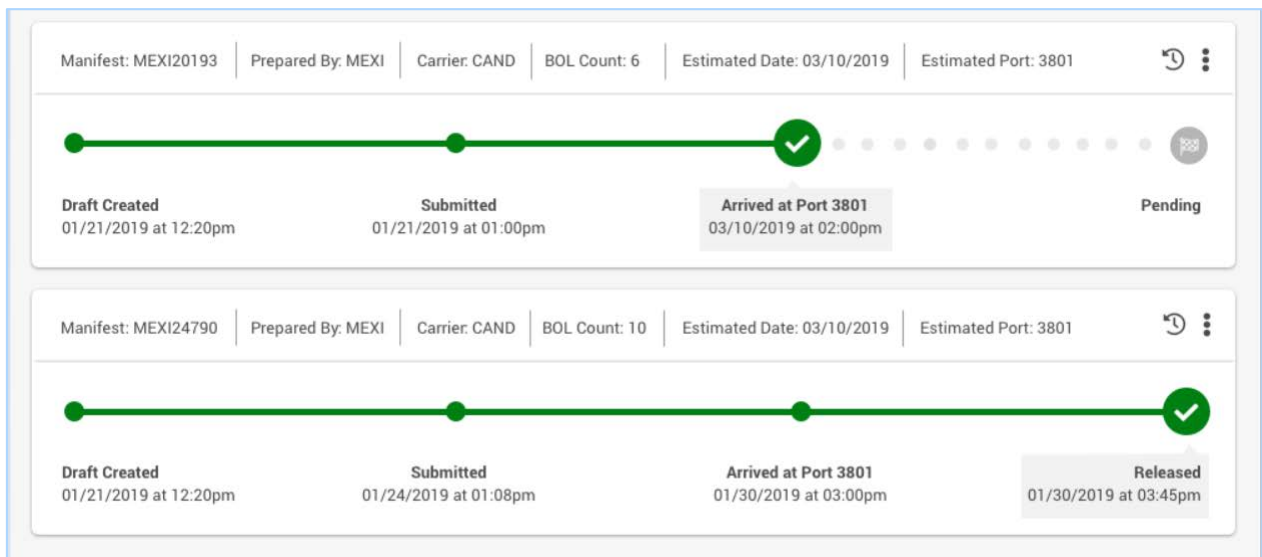 Manifest: MEXI20193 Prepared By: MEXI Carrier: CAND BOL Count: 6 Estimated Date: 03/10/2019 Estimated Port: 3801
Draft Created Submitted Arrived at Port 3801 Pending
01/21/2019 at 12:20pm 01/21/2019 at 01:00pm 03/10/2019 at 02:00pm
Manifest: MEXI24790 Prepared By: MEXI Carrier: CAND BOL Count: 10 Estimated Date: 03/10/2019 Estimated Port: 3801
Draft Created Submitted Arrived at Port 3801 Released
01/21/2019 at 12:20pm 01/24/2019 at 01:08pm 01/30/2019 at 03:00pm 01/30/2019 at 03:45pm